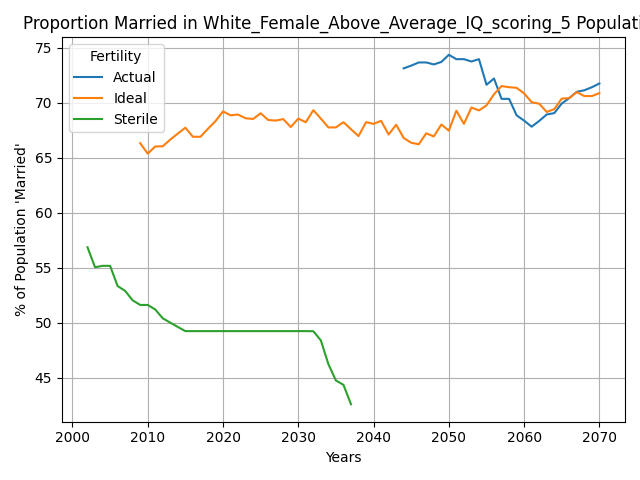 Proportion Married in White_Female_Above_Average_IQ_scoring_5 Populati
Fertility
Actual
Ideal
Sterile
% of Population 'Married'
75
70
65
60
55
50
45
2000 2010 2020 2030 2040 2050 2060 2070
Years